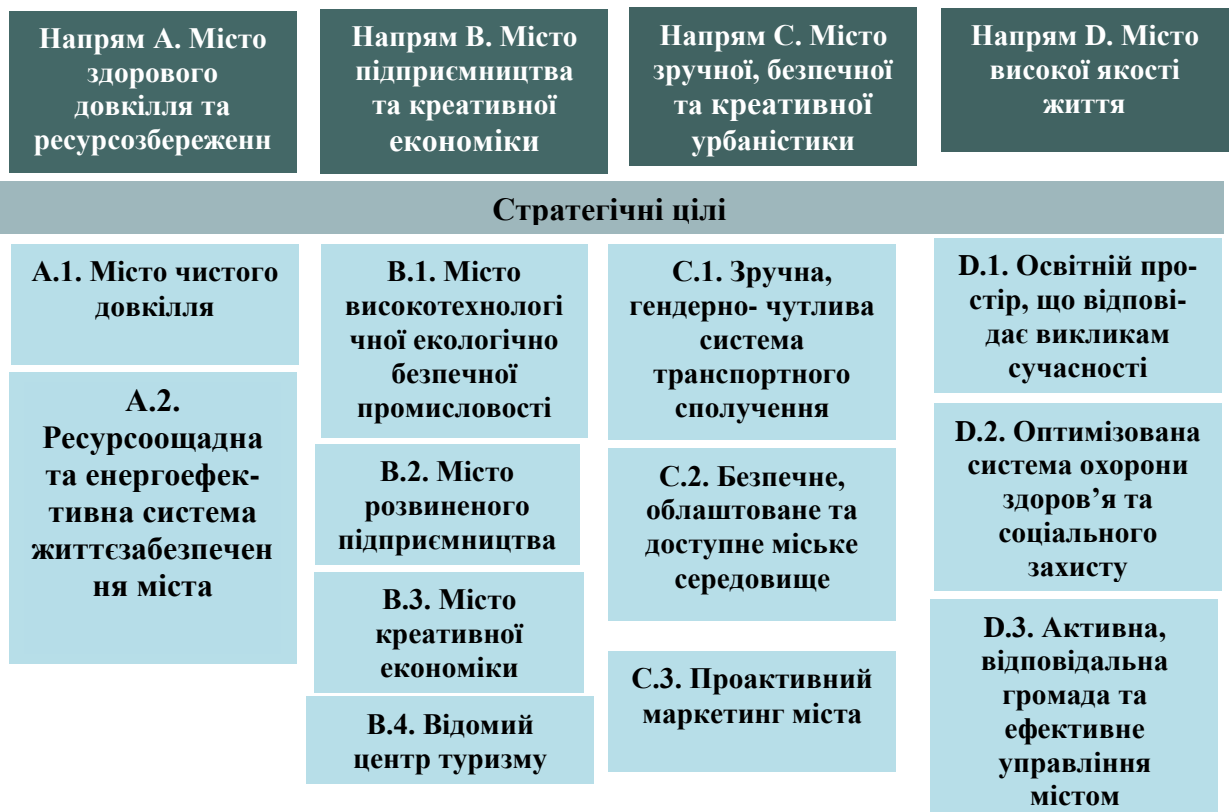 Напрям А. Місто
здорового
довкілля та
ресурсозбереженн
Напрям В. Місто
підприємництва
та креативної
економіки
Напрям С. Місто
зручної, безпечної
та креативної
урбаністики
Напрям D. Місто
високої якості
життя
Стратегічні цілі
А.1. Місто чистого
довкілля
А.2.
Ресурсоощадна
та енергоефек-
тивна система
життєзабезпечен
ня міста
В.1. Місто
високотехнологі
чної екологічно
безпечної
промисловості
В.2. Місто
розвиненого
підприємництва
В.3. Місто
креативної
економіки
В.4. Відомий
центр туризму
С.1. Зручна,
гендерно- чутлива
система
транспортного
сполучення
С.2. Безпечне,
облаштоване та
доступне міське
середовище
С.3. Проактивний
маркетинг міста
D.1. Освітній про-
стір, що відпові-
дає викликам
сучасності
D.2. Оптимізована
система охорони
здоров’я та
соціального
захисту
D.3. Активна,
відповідальна
громада та
ефективне
управління
містом